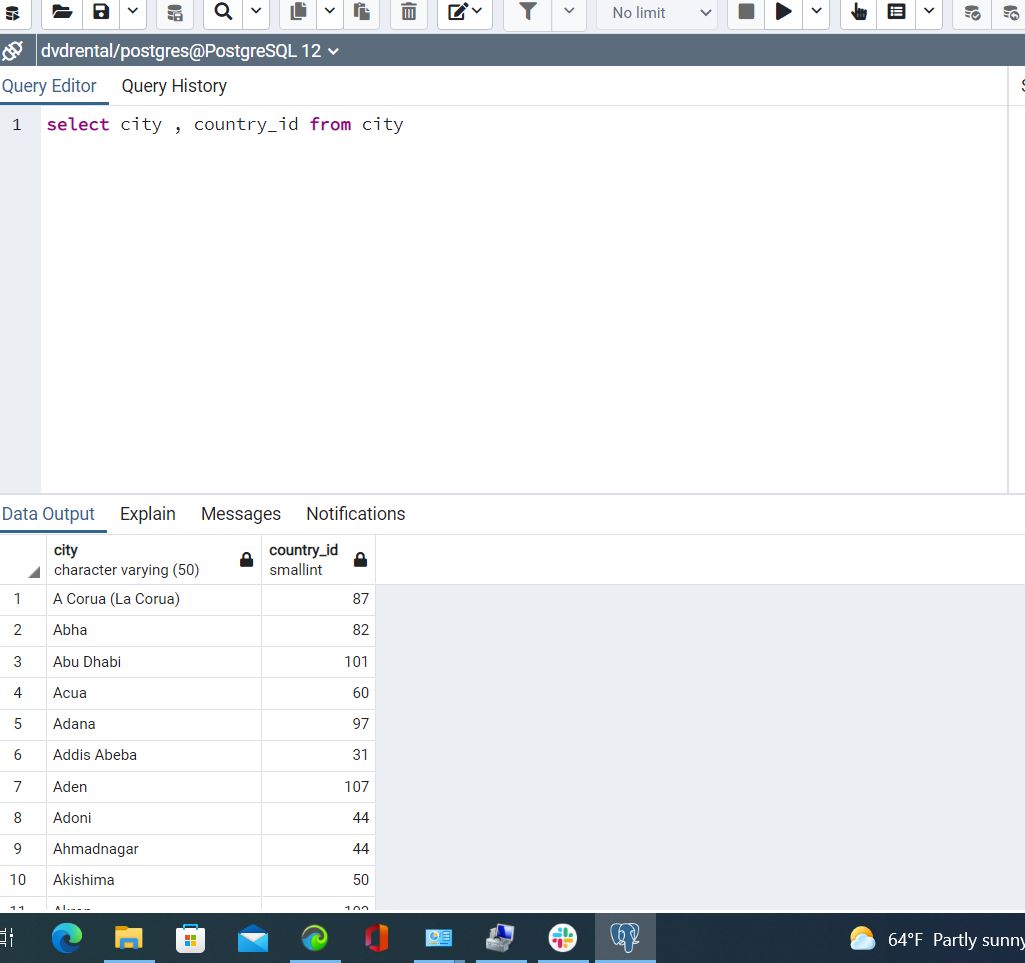 No limit
dvdrental/postgres@PostgreSQL 12
Query Editor Query History
1 select city , country_id from city
Data Output Explain Messages Notifications
city country_id
character varying (50) smallint
1 A Corua (La Corua) 87
2 Abha 82
3 Abu Dhabi 101
4 Acua 60
5 Adana 97
6 Addis Abeba 31
7 Aden 107
8 Adoni 44
9 Ahmadnagar 44
10 Akishima 50
64°F Partly sunny